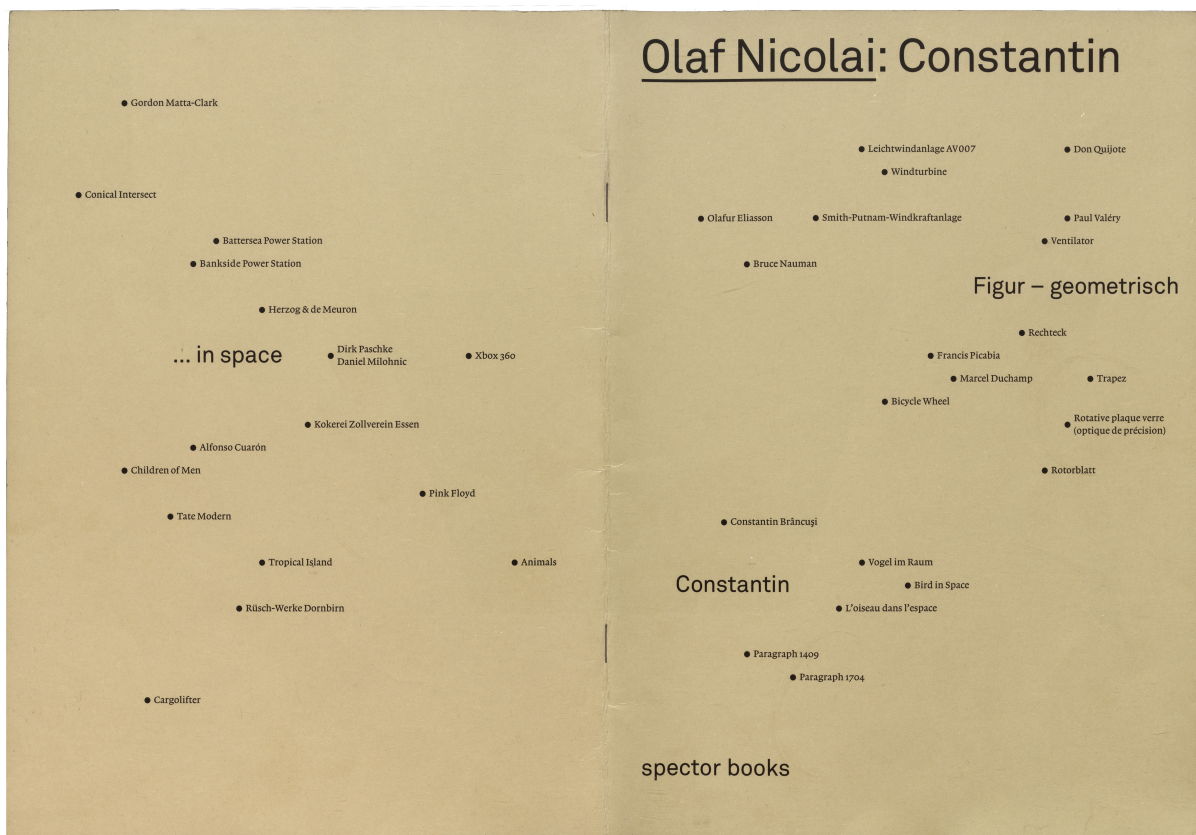 Gordon Matta-Clark
Conical Intersect
Battersea Power Station
Bankside Power Station
Herzog & de Meuron
... in space
Dirk Paschke
Daniel Milohnic
Xbox 360
Kokerei Zollverein Essen
Alfonso Cuarón
Children of Men
Pink Floyd
Tate Modern
Tropical Island
Animals
Rüsch-Werke Dornbirn
Cargolifter
Olaf Nicolai: Constantin
Leichtwindanlage AV007
Don Quijote
Windturbine
Olafur Eliasson
Smith-Putnam-Windkraftanlage
Paul Valéry
Ventilator
Bruce Nauman
Figur – geometrisch
Rechteck
Francis Picabia
Marcel Duchamp
Trapez
Bicycle Wheel
Rotative plaque verre
(optique de précision)
Rotorblatt
Constantin Brâncuşi
Vogel im Raum
Constantin
Bird in Space
L'oiseau dans l'espace
Paragraph 1409
Paragraph 1704
spector books